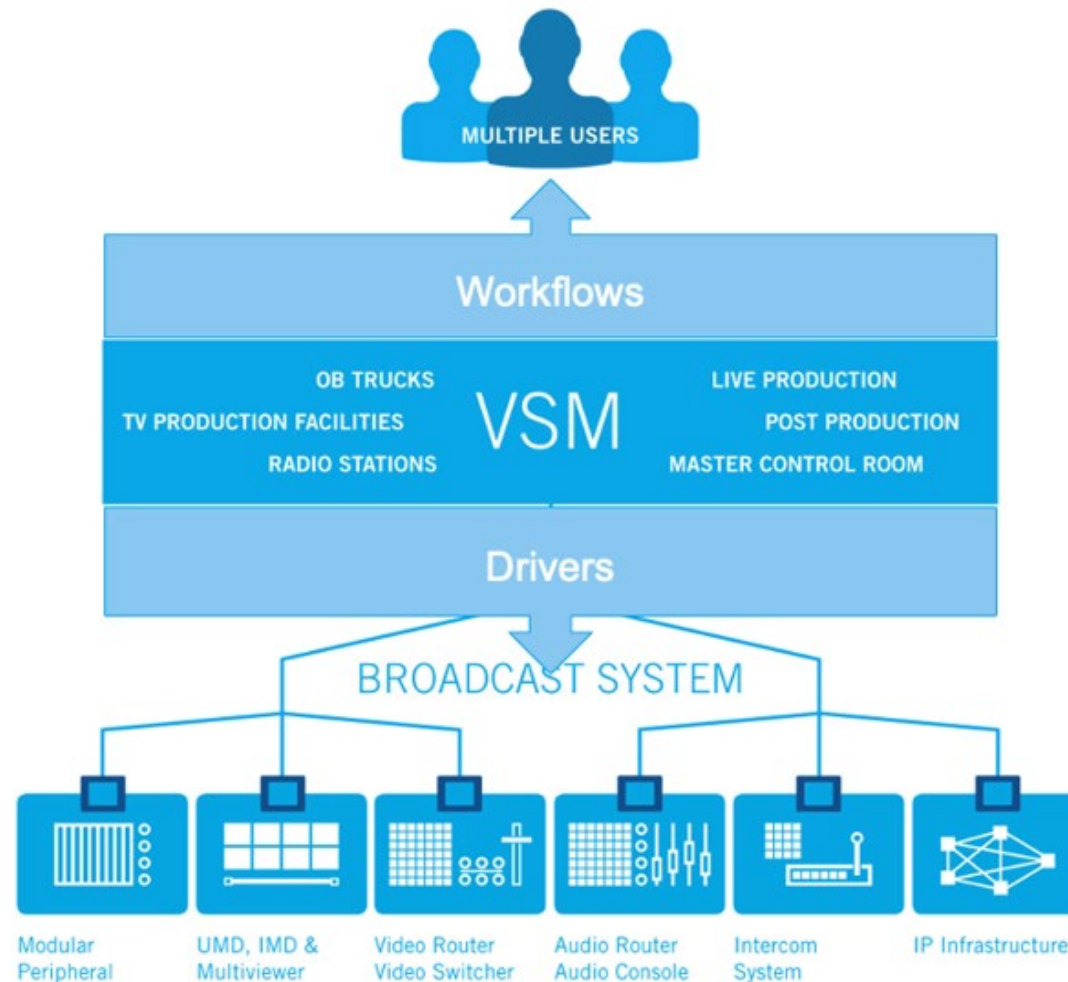 MULTIPLE USERS
Workflows
OB TRUCKS
TV PRODUCTION FACILITIES
RADIO STATIONS
VSM
LIVE PRODUCTION
POST PRODUCTION
MASTER CONTROL ROOM
Drivers
BROADCAST SYSTEM
Modular
Peripheral
UMD, IMD &
Multiviewer
Video Router
Video Switcher
Audio Router
Audio Console
Intercom
System
IP Infrastructure